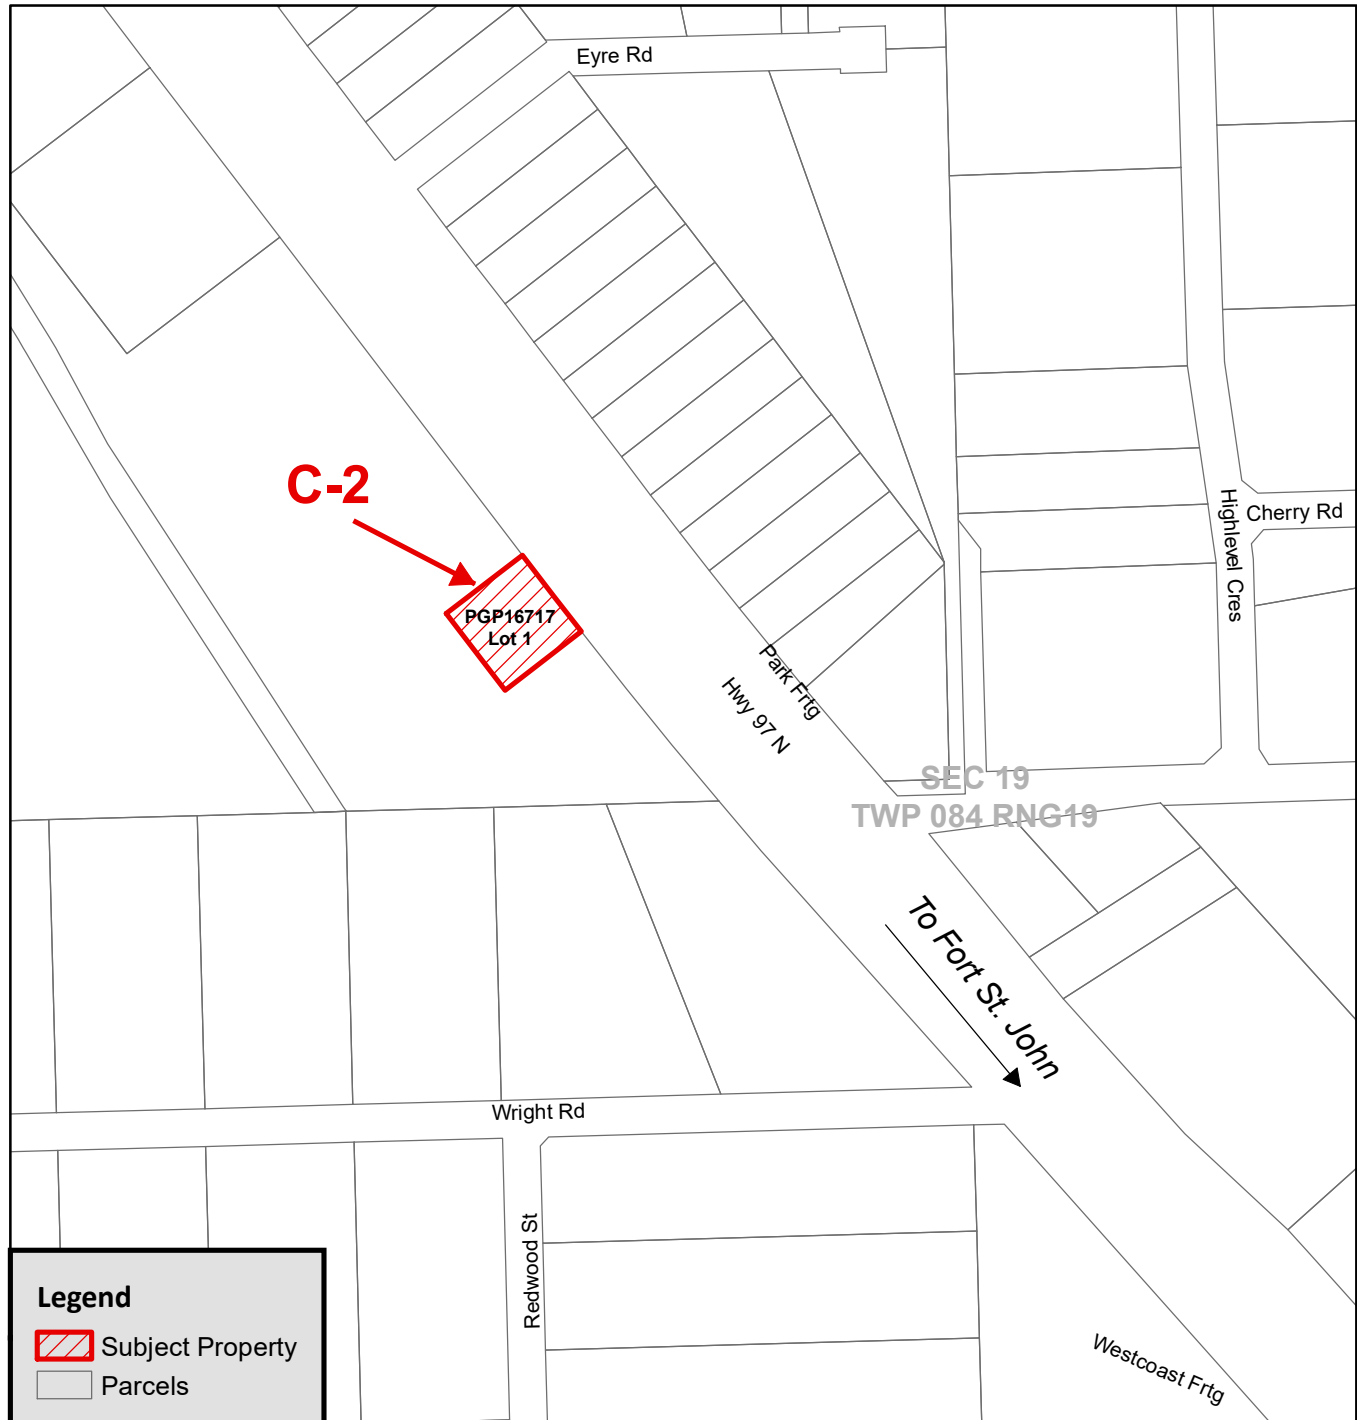 Eyre Rd
C-2
Highlevel Cres
Cherry Rd
PGP16717
Lot 1
Park Frtg
Hwy 97 N
SEC 19
TWP 084 RNG19
To Fort St. John
Wright Rd
Redwood St
Westcoast Frtg
Legend
Subject Property
Parcels